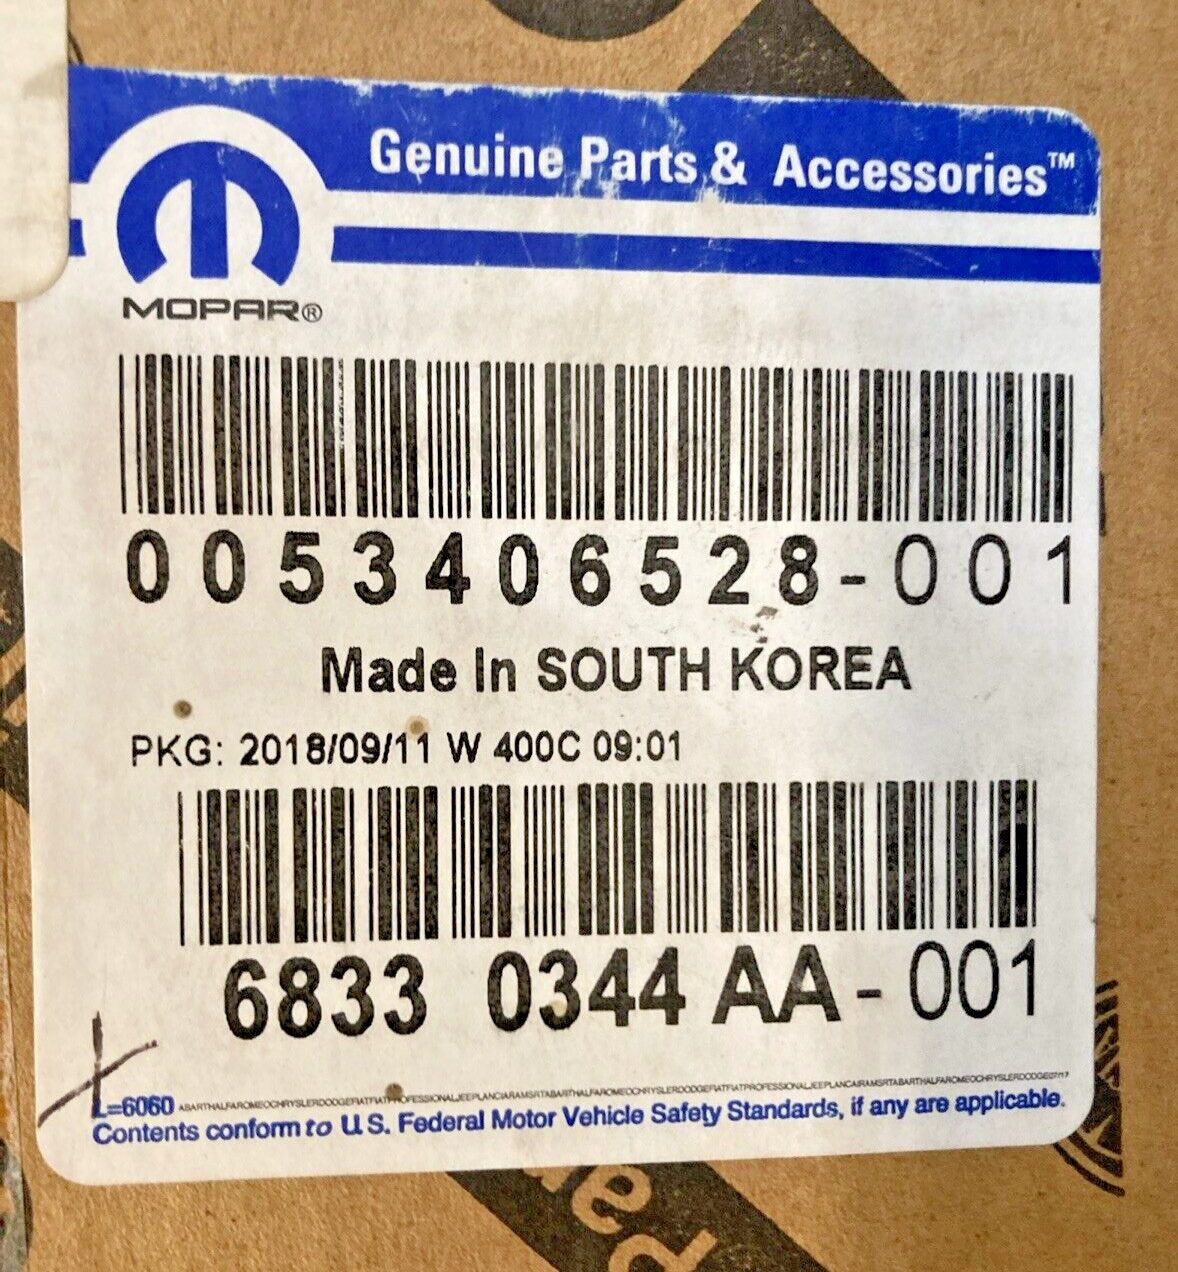 Genuine Parts & Accessories™
MOPAR®
0053406528-001
Made In SOUTH KOREA
PKG: 2018/09/11 W 400C 09:01
6833 0344 AA-001
L=6060
Contents conform to U.S. Federal Motor Vehicle Safety Standards, if any are applicable.